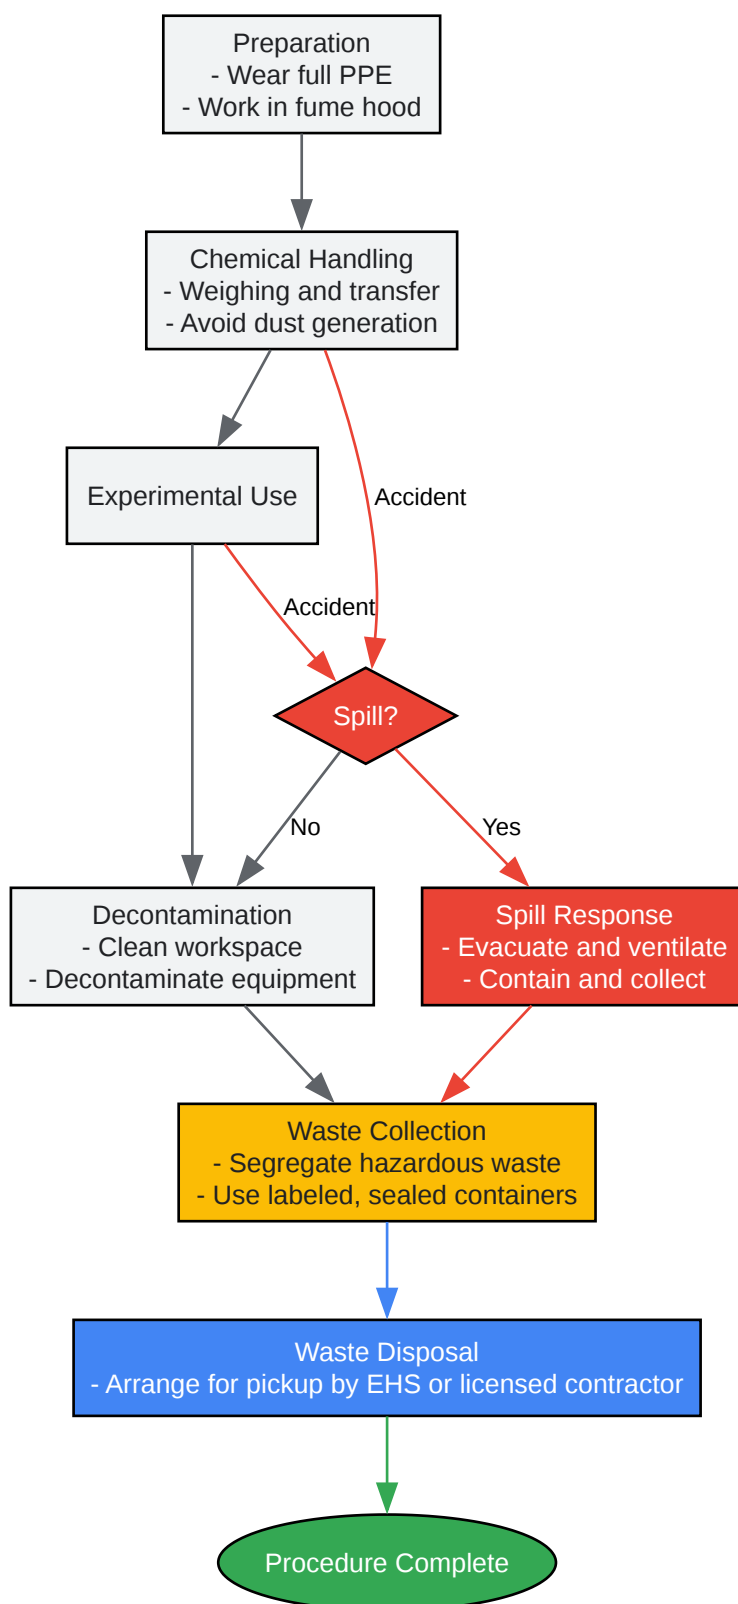 Preparation
- Wear full PPE
- Work in fume hood
Chemical Handling
- Weighing and transfer
- Avoid dust generation
Experimental Use
Accident
Accident
Spill?
No
Yes
Decontamination
- Clean workspace
- Decontaminate equipment
Spill Response
- Evacuate and ventilate
- Contain and collect
Waste Collection
- Segregate hazardous waste
- Use labeled, sealed containers
Waste Disposal
- Arrange for pickup by EHS or licensed contractor
Procedure Complete